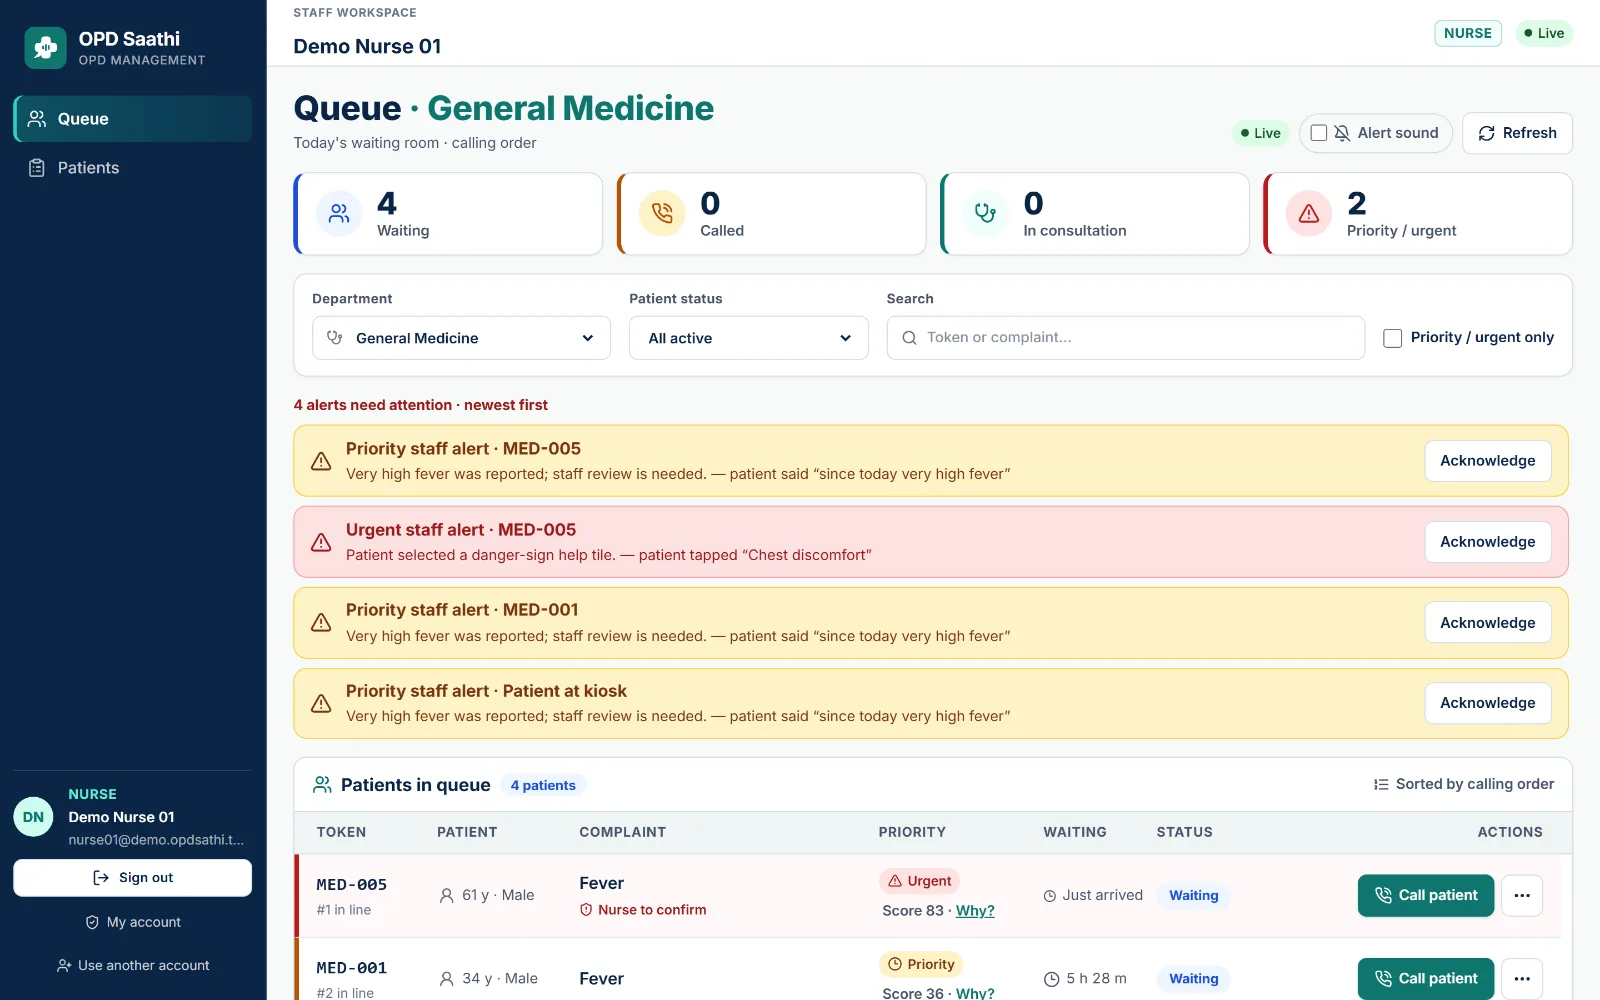 OPD Saathi
OPD MANAGEMENT
Queue
Patients
NURSE
DN
Demo Nurse 01
nurse01@demo.opdsathi.t...
Sign out
My account
Use another account
STAFF WORKSPACE
Demo Nurse 01
NURSE
Live
Queue · General Medicine
Today's waiting room · calling order
Live
Alert sound
Refresh
4
Waiting
0
Called
0
In consultation
2
Priority / urgent
Department
General Medicine
Patient status
All active
Search
Token or complaint...
Priority / urgent only
4 alerts need attention · newest first
Priority staff alert · MED-005
Very high fever was reported; staff review is needed. — patient said “since today very high fever”
Acknowledge
Urgent staff alert · MED-005
Patient selected a danger-sign help tile. — patient tapped “Chest discomfort”
Acknowledge
Priority staff alert · MED-001
Very high fever was reported; staff review is needed. — patient said “since today very high fever”
Acknowledge
Priority staff alert · Patient at kiosk
Very high fever was reported; staff review is needed. — patient said “since today very high fever”
Acknowledge
Patients in queue 4 patients
Sorted by calling order
TOKEN PATIENT COMPLAINT PRIORITY WAITING STATUS ACTIONS
MED-005
#1 in line
61 y · Male
Fever
Nurse to confirm
Urgent
Score 83 · Why?
Just arrived
Waiting
Call patient
MED-001
#2 in line
34 y · Male
Fever
Priority
Score 36 · Why?
5 h 28 m
Waiting
Call patient